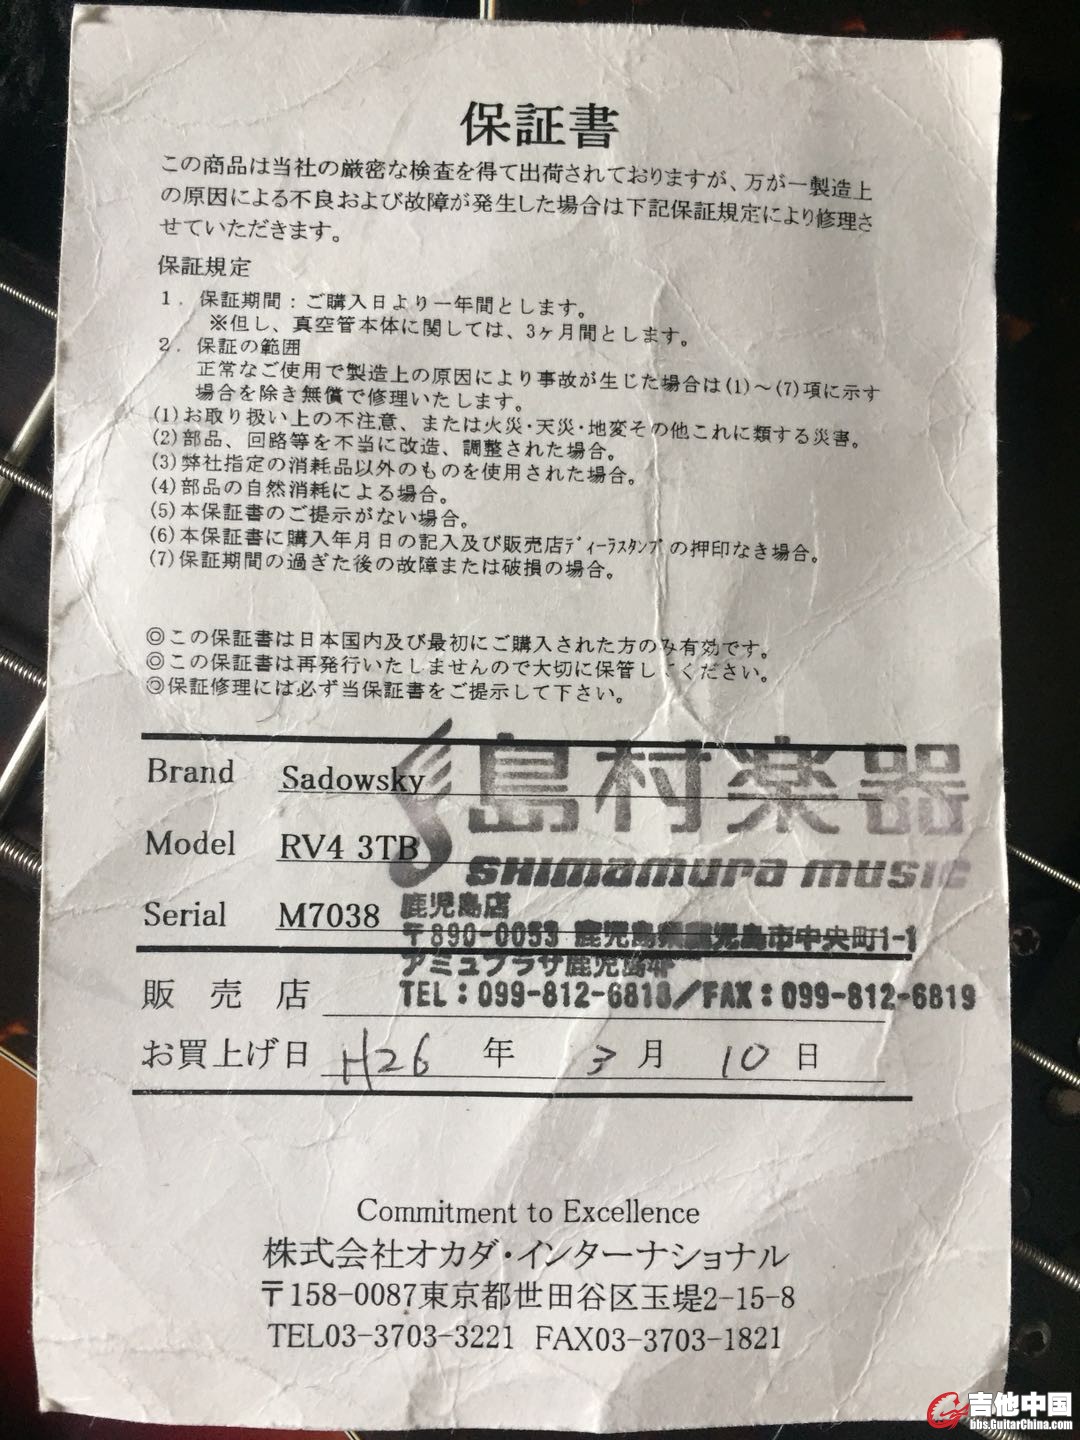 保証書
この商品は当社の厳密な検査を得て出荷されておりますが、万が一製造上
の原因による不良および故障が発生した場合は下記保証規定により修理さ
せていただきます。
保証規定
1. 保証期間：ご購入日より一年間とします。
※但し、真空管本体に関しては、3ヶ月間とします。
2. 保証の範囲
正常なご使用で製造上の原因により事故が生じた場合は(1)～(7)項に示す
場合を除き無償で修理いたします。
(1)お取り扱い上の不注意、または火災・天災・地変その他これに類する災害。
(2)部品、回路等を不当に改造、調整された場合。
(3)弊社指定の消耗品以外のものを使用された場合。
(4)部品の自然消耗による場合。
(5)本保証書のご提示がない場合。
(6)本保証書に購入年月日の記入及び販売店ﾃﾞｨｰﾗｽﾀﾝﾌﾟの押印なき場合。
(7)保証期間の過ぎた後の故障または破損の場合。
◎この保証書は日本国内及び最初にご購入された方のみ有効です。
◎この保証書は再発行いたしませんので大切に保管してください。
◎保証修理には必ず当保証書をご提示して下さい。
Brand Sadowsky
島村楽器
Model RV4 3TB
SHIMAMURA MUSIC
Serial M7038
鹿児島店
〒890-0053 鹿児島県鹿児島市中央町1-1
アミュプラザ鹿児島4F
販売店
TEL：099-812-6818／FAX：099-812-6819
お買上げ日 H26 年 3 月 10 日
Commitment to Excellence
株式会社オカダ・インターナショナル
〒158-0087東京都世田谷区玉堤2-15-8
TEL03-3703-3221 FAX03-3703-1821
吉他中国
bbs.GuitarChina.com